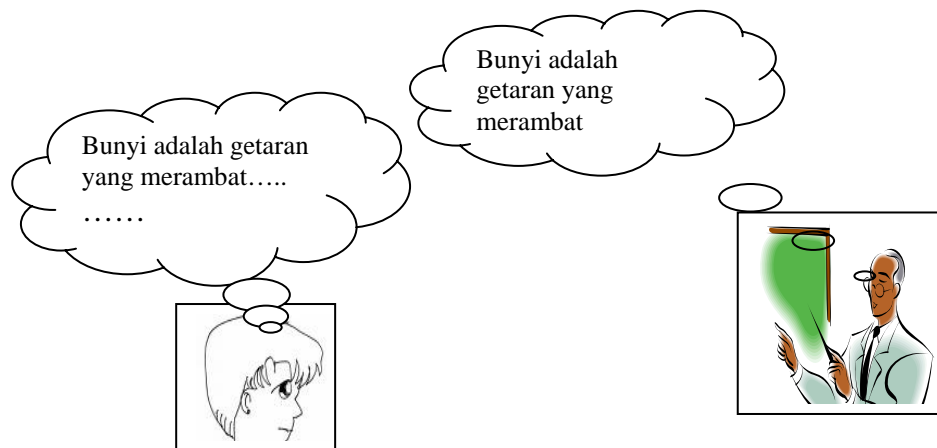 Bunyi adalah getaran
yang merambat.....
......
Bunyi adalah
getaran yang
merambat